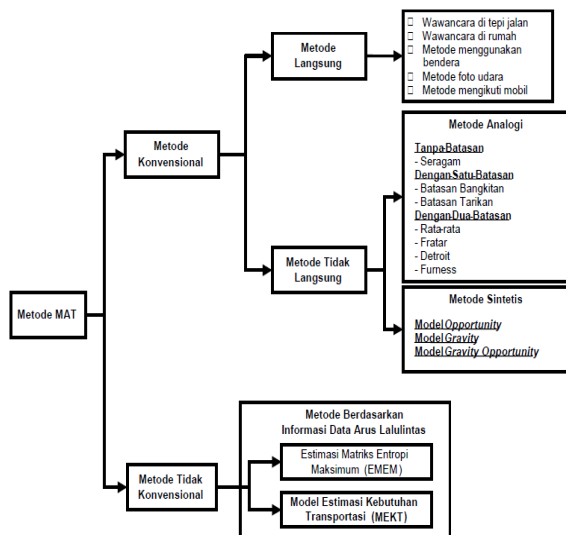 Metode MAT
Metode
Konvensional
Metode
Langsung
Wawancara di tepi jalan
Wawancara di rumah
Metode menggunakan
bendera
Metode foto udara
Metode mengikuti mobil
Metode Tidak
Langsung
Metode Analogi
Tanpa-Batasan
- Seragam
Dengan-Satu-Batasan
- Batasan Bangkitan
- Batasan Tarikan
Dengan-Dua-Batasan
- Rata-rata
- Fratar
- Detroit
- Furness
Metode Sintetis
Model Opportunity
Model Gravity
Model Gravity Opportunity
Metode Tidak
Konvensional
Metode Berdasarkan
Informasi Data Arus Lalulintas
Estimasi Matriks Entropi
Maksimum (EMEM)
Model Estimasi Kebutuhan
Transportasi (MEKT)